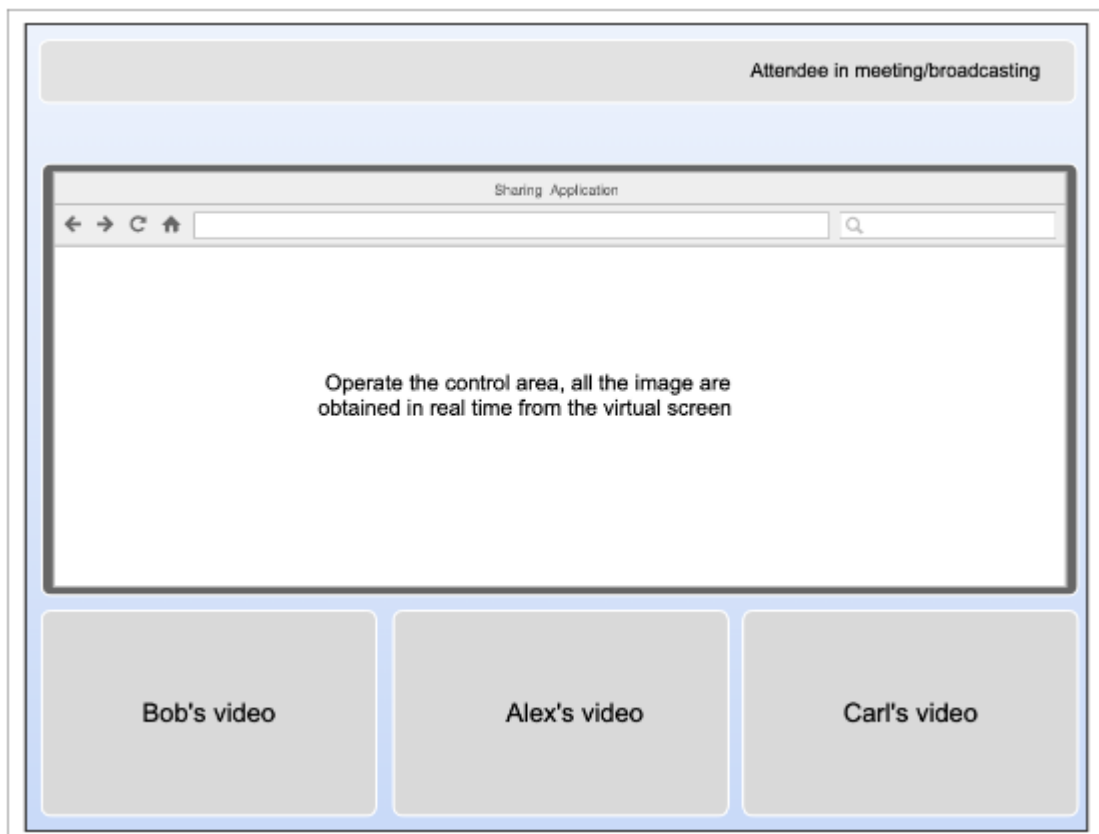 Attendee in meeting/broadcasting
Sharing Application
Operate the control area, all the image are
obtained in real time from the virtual screen
Bob's video
Alex's video
Carl's video